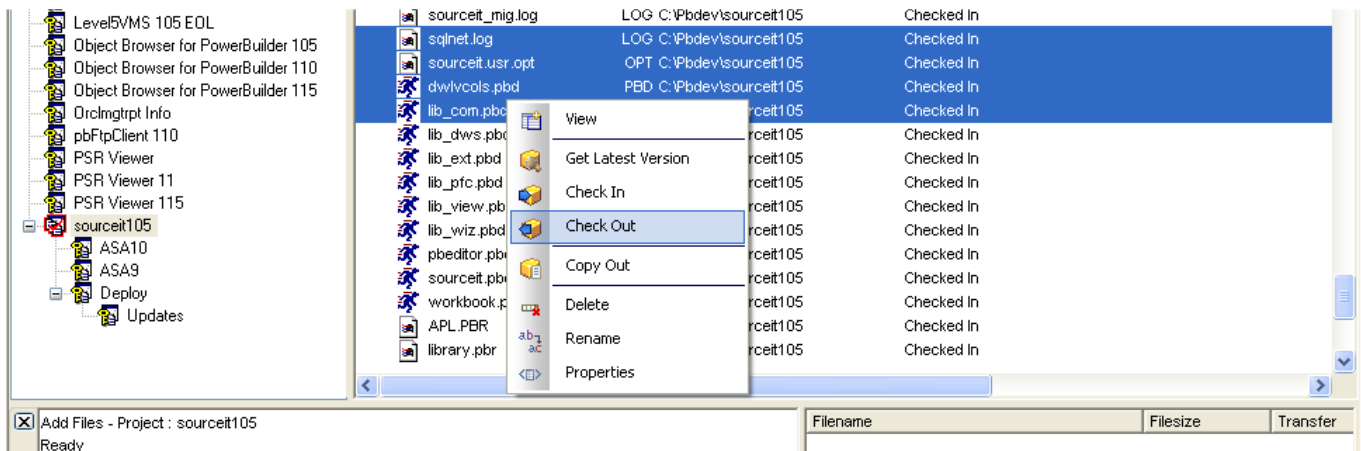 Level5VMS 105 EOL
Object Browser for PowerBuilder 105
Object Browser for PowerBuilder 110
Object Browser for PowerBuilder 115
Orclmgtrpt Info
pbFtpClient 110
PSR Viewer
PSR Viewer 11
PSR Viewer 115
sourceit105
ASA10
ASA9
Deploy
Updates
sourceit_mig.log LOG C:\Pbdev\sourceit105 Checked In
sqlnet.log LOG C:\Pbdev\sourceit105 Checked In
sourceit.usr.opt OPT C:\Pbdev\sourceit105 Checked In
dwlvcols.pbd PBD C:\Pbdev\sourceit105 Checked In
lib_com.pbd rceit105 Checked In
lib_dws.pbd rceit105 Checked In
lib_ext.pbd rceit105 Checked In
lib_pfc.pbd rceit105 Checked In
lib_view.pb rceit105 Checked In
lib_wiz.pbd rceit105 Checked In
pbeditor.pb rceit105 Checked In
sourceit.pb rceit105 Checked In
workbook.p rceit105 Checked In
APL.PBR rceit105 Checked In
library.pbr rceit105 Checked In
View
Get Latest Version
Check In
Check Out
Copy Out
Delete
Rename
Properties
Add Files - Project : sourceit105
Ready
Filename Filesize Transfer